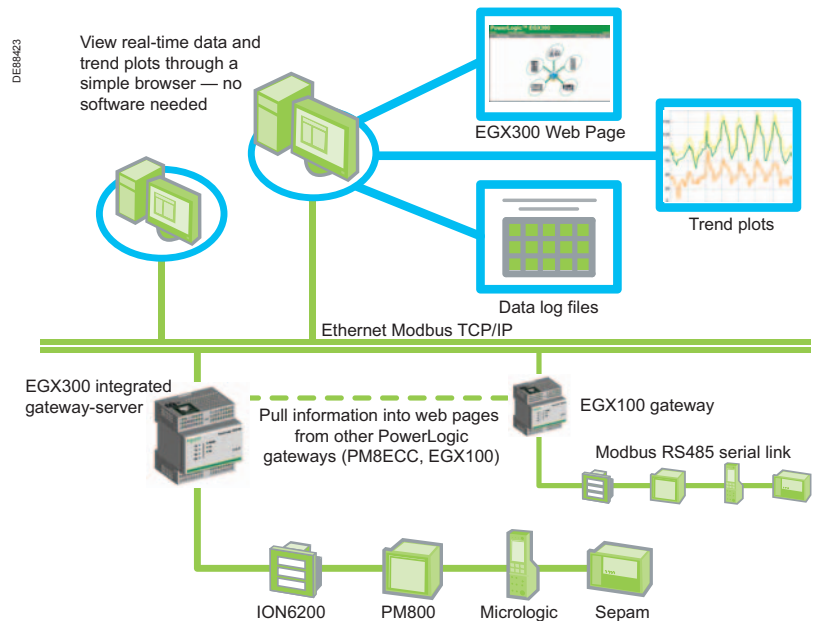 DE88423
View real-time data and
trend plots through a
simple browser — no
software needed
PowerLogic™ EGX300
EGX300 Web Page
Trend plots
Data log files
Ethernet Modbus TCP/IP
EGX300 integrated
gateway-server
Pull information into web pages
from other PowerLogic
gateways (PM8ECC, EGX100)
EGX100 gateway
Modbus RS485 serial link
ION6200
PM800
Micrologic
Sepam